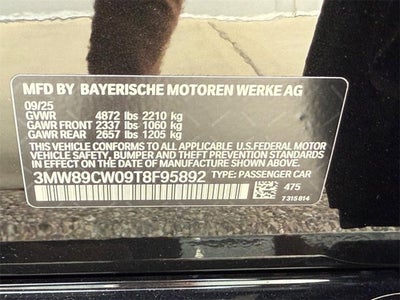 MFD BY BAYERISCHE MOTOREN WERKE AG
09/25
GVWR 4872 lbs 2210 kg
GAWR FRONT 2337 lbs 1060 kg
GAWR REAR 2657 lbs 1205 kg
THIS VEHICLE CONFORMS TO ALL APPLICABLE U.S.FEDERAL MOTOR
VEHICLE SAFETY, BUMPER AND THEFT PREVENTION STANDARDS
IN EFFECT ON THE DATE OF MANUFACTURE SHOWN ABOVE.
3MW89CW09T8F95892 TYPE: PASSENGER CAR
475
7315814